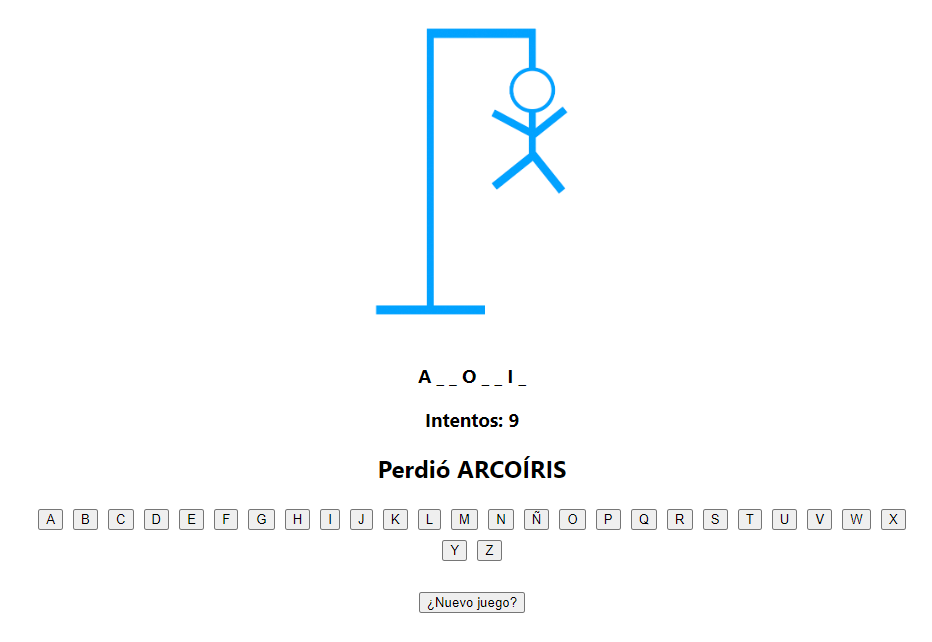 A _ _ O _ _ I _
Intentos: 9
Perdió ARCOÍRIS
A B C D E F G H I J K L M N Ñ O P Q R S T U V W X
Y Z
¿Nuevo juego?